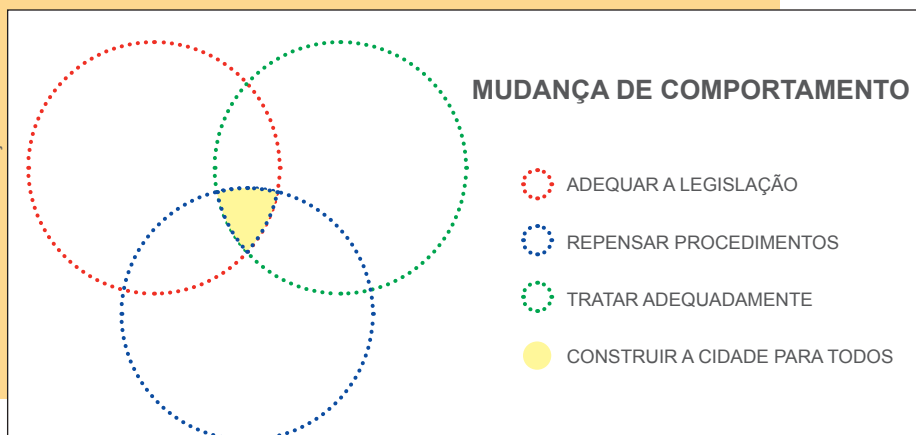 MUDANÇA DE COMPORTAMENTO
ADEQUAR A LEGISLAÇÃO
REPENSAR PROCEDIMENTOS
TRATAR ADEQUADAMENTE
CONSTRUIR A CIDADE PARA TODOS